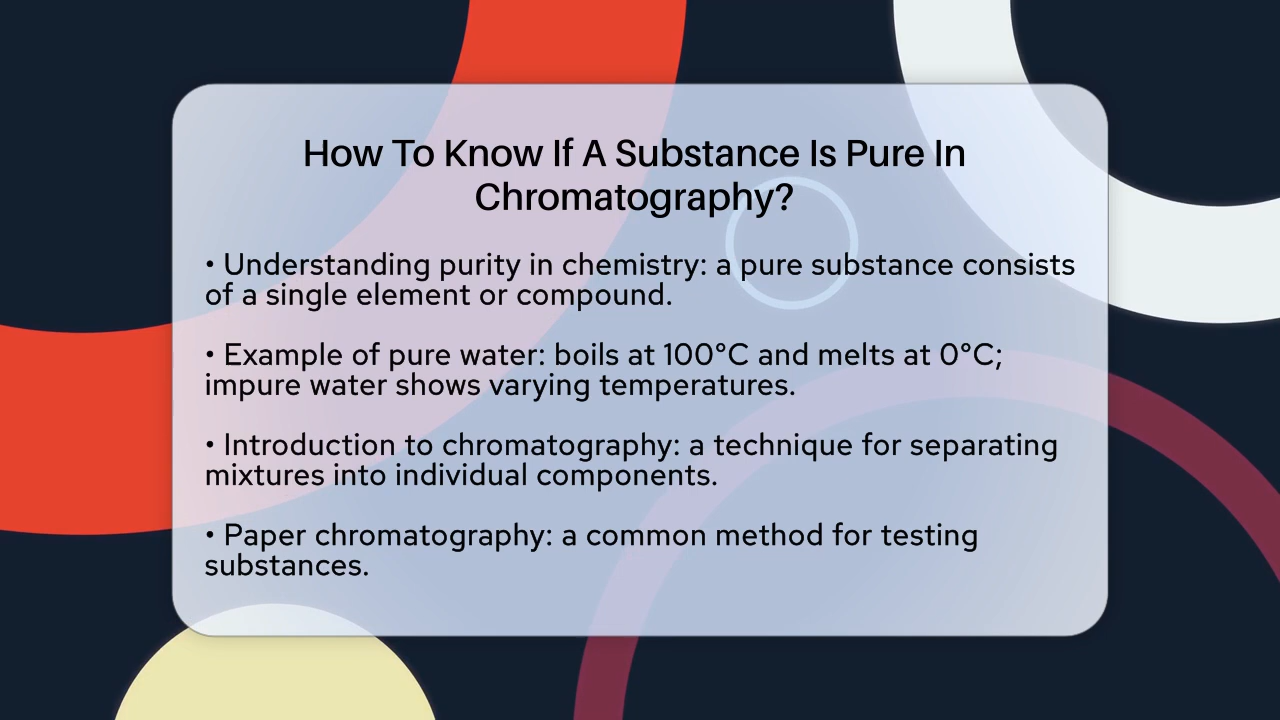 How To Know If A Substance Is Pure In
Chromatography?
• Understanding purity in chemistry: a pure substance consists
of a single element or compound.
• Example of pure water: boils at 100°C and melts at 0°C;
impure water shows varying temperatures.
• Introduction to chromatography: a technique for separating
mixtures into individual components.
• Paper chromatography: a common method for testing
substances.